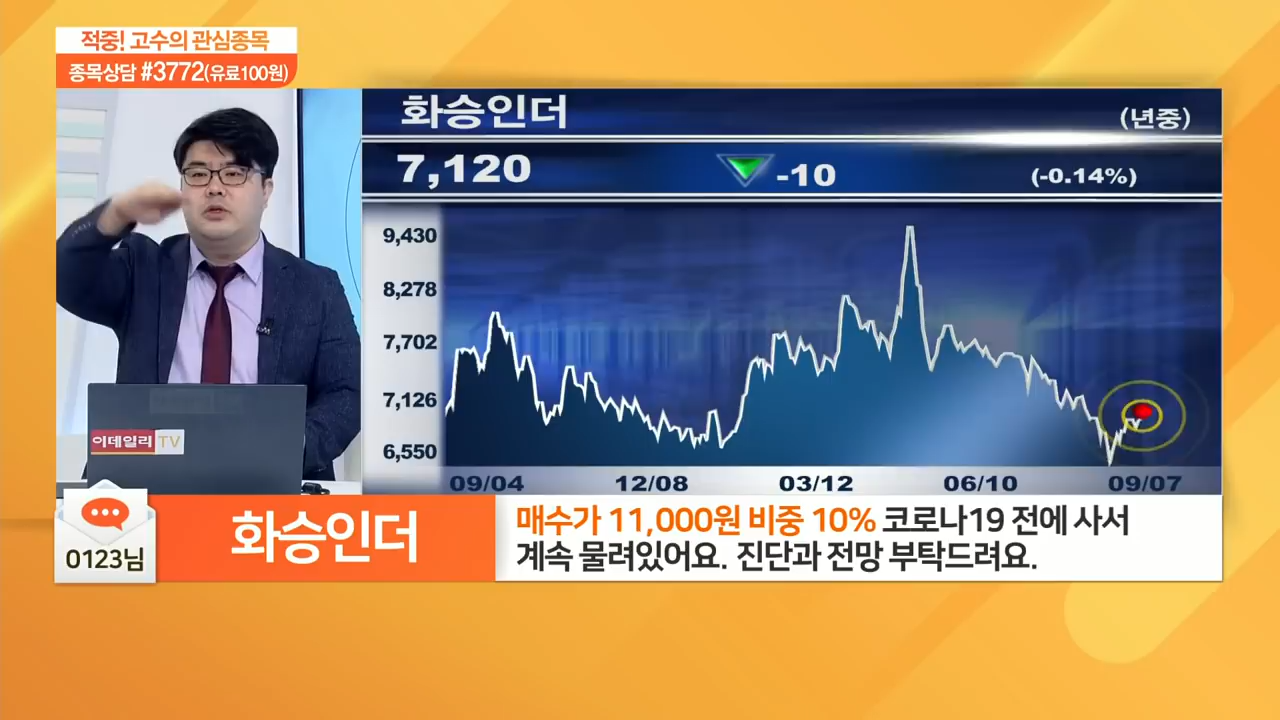 적중! 고수의 관심종목
종목상담 #3772(유료100원)
화승인더
(년중)
7,120
-10
(-0.14%)
9,430
8,278
7,702
7,126
6,550
09/04
12/08
03/12
06/10
09/07
이데일리TV
0123님
화승인더
매수가 11,000원 비중 10% 코로나19 전에 사서
계속 물려있어요. 진단과 전망 부탁드려요.